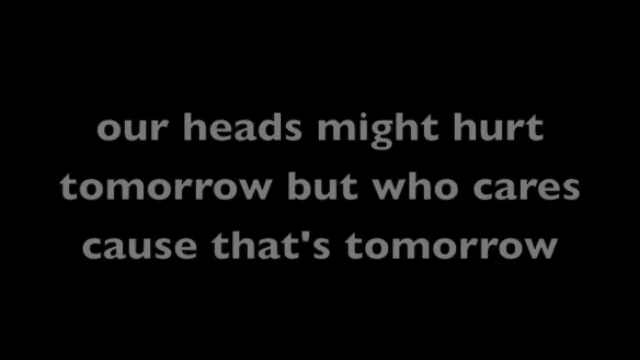 our heads might hurt
tomorrow but who cares
cause that's tomorrow